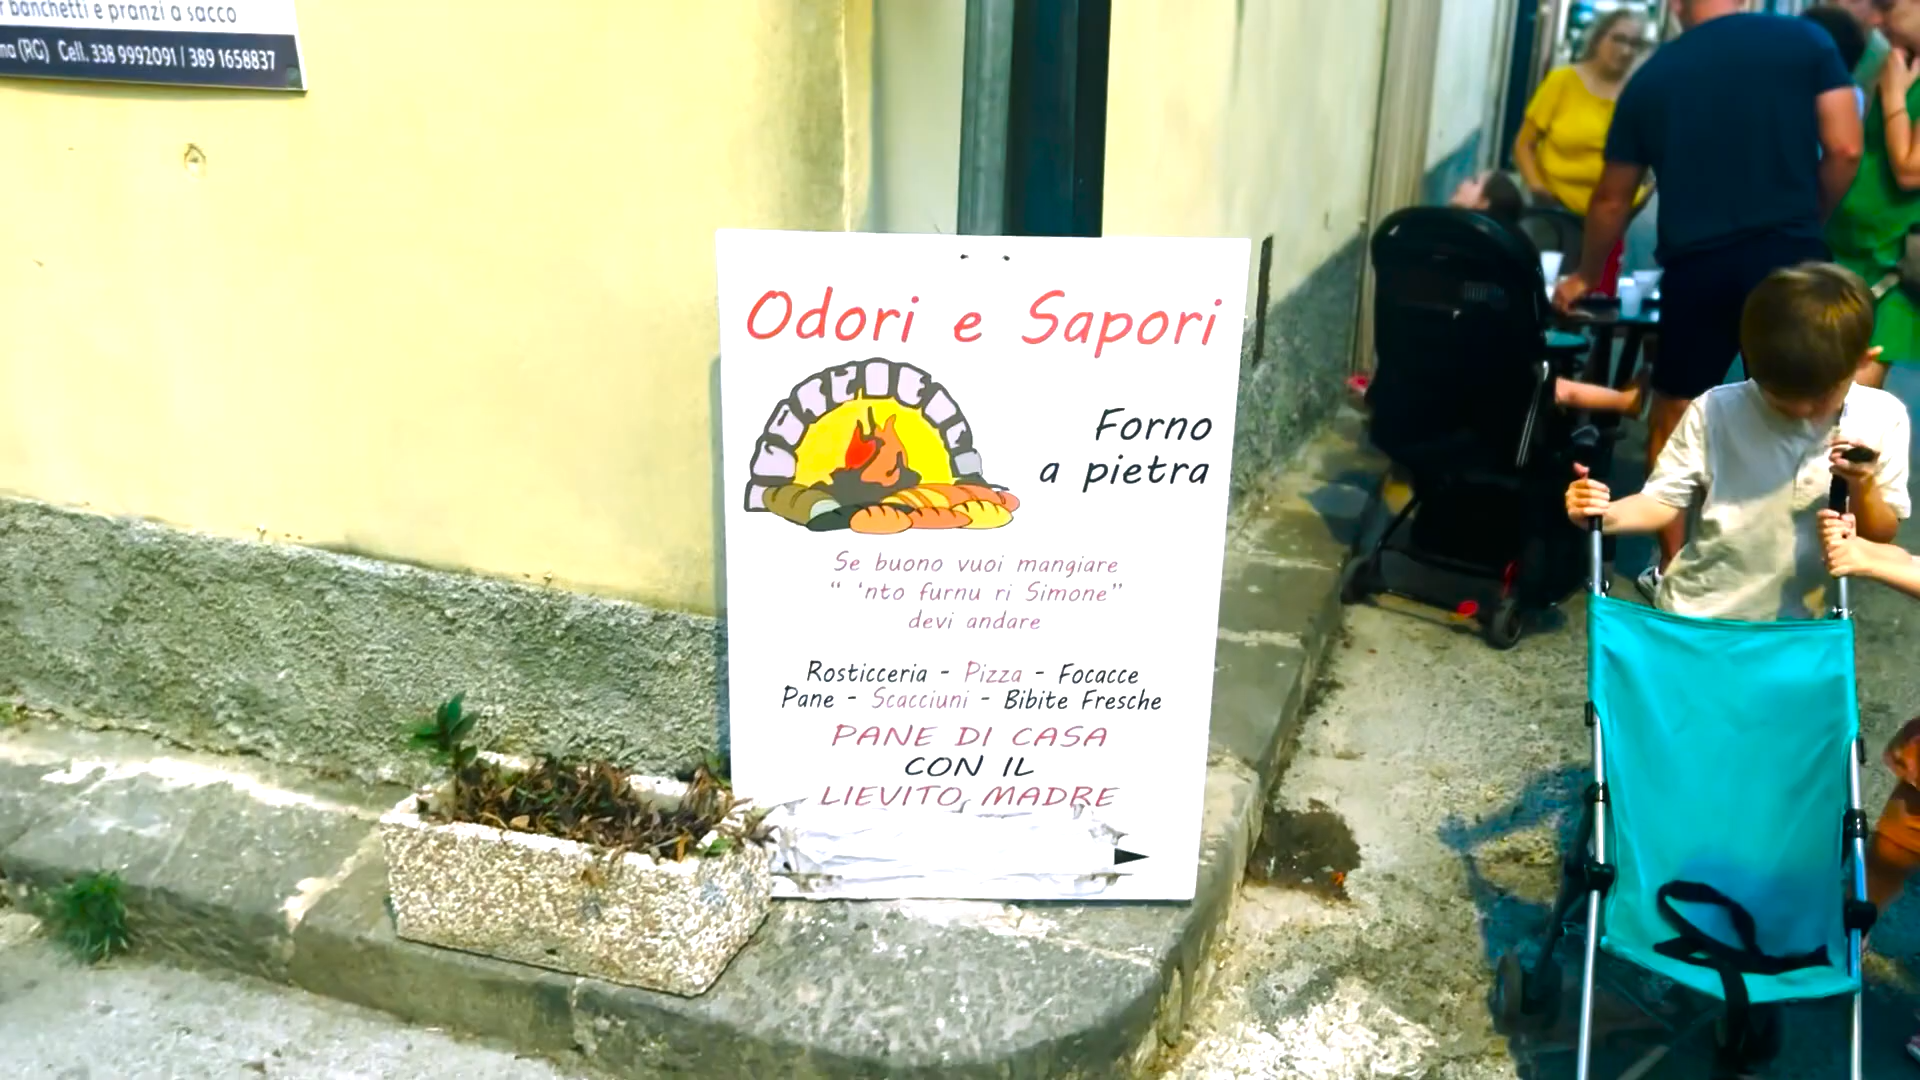 banchetti e pranzi a sacco
(RG) Cell. 338 9992091 | 389 1658837
Odori e Sapori
Forno
a pietra
Se buono vuoi mangiare
“ ‘nto furnu ri Simone”
devi andare
Rosticceria - Pizza - Focacce
Pane - Scacciuni - Bibite Fresche
PANE DI CASA
CON IL
LIEVITO MADRE